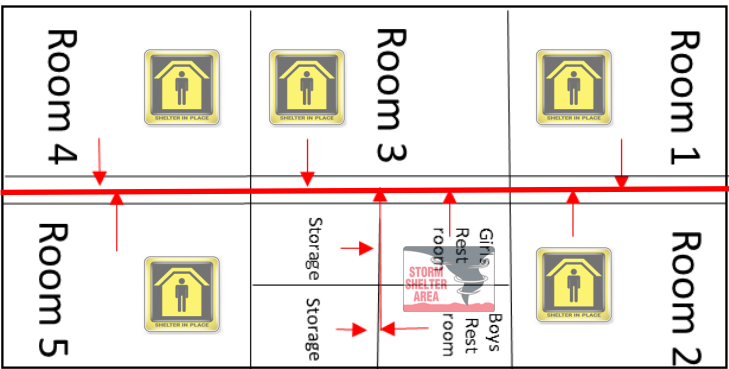 Room 4
SHELTER IN PLACE
SHELTER IN PLACE
Room 3
SHELTER IN PLACE
Room 1
Room 5
SHELTER IN PLACE
Storage
Storage
Girls
Rest
room
STORM
SHELTER
AREA
Boys
Rest
room
SHELTER IN PLACE
Room 2